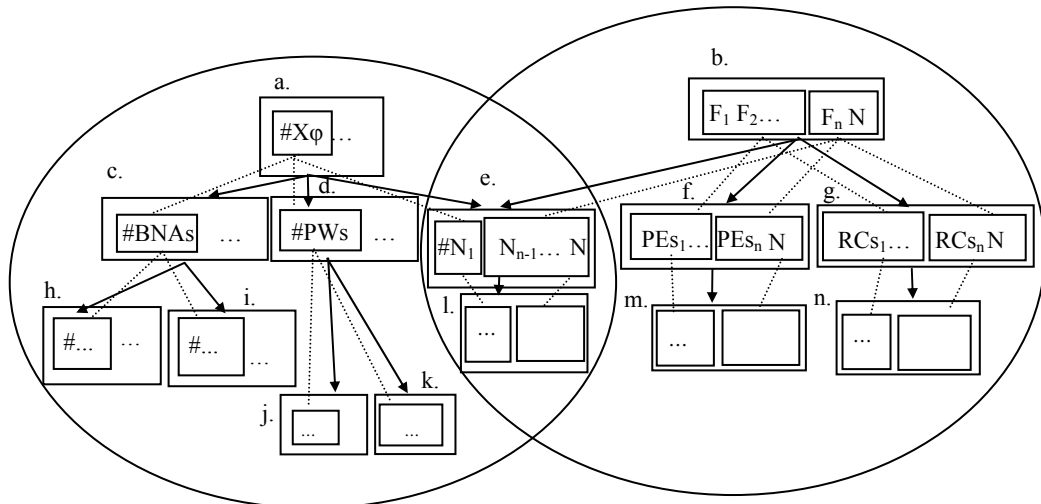 b.
a.
F₁ F₂… Fₙ N
#Xφ …
c. d. e. f. g.
#BNAs … #PWs … #N₁ Nₙ₋₁… N PEs₁… PEsₙ N RCs₁… RCsₙ N
h. i. l. m. n.
#... … #... … ... ... ...
j. k.
... ...